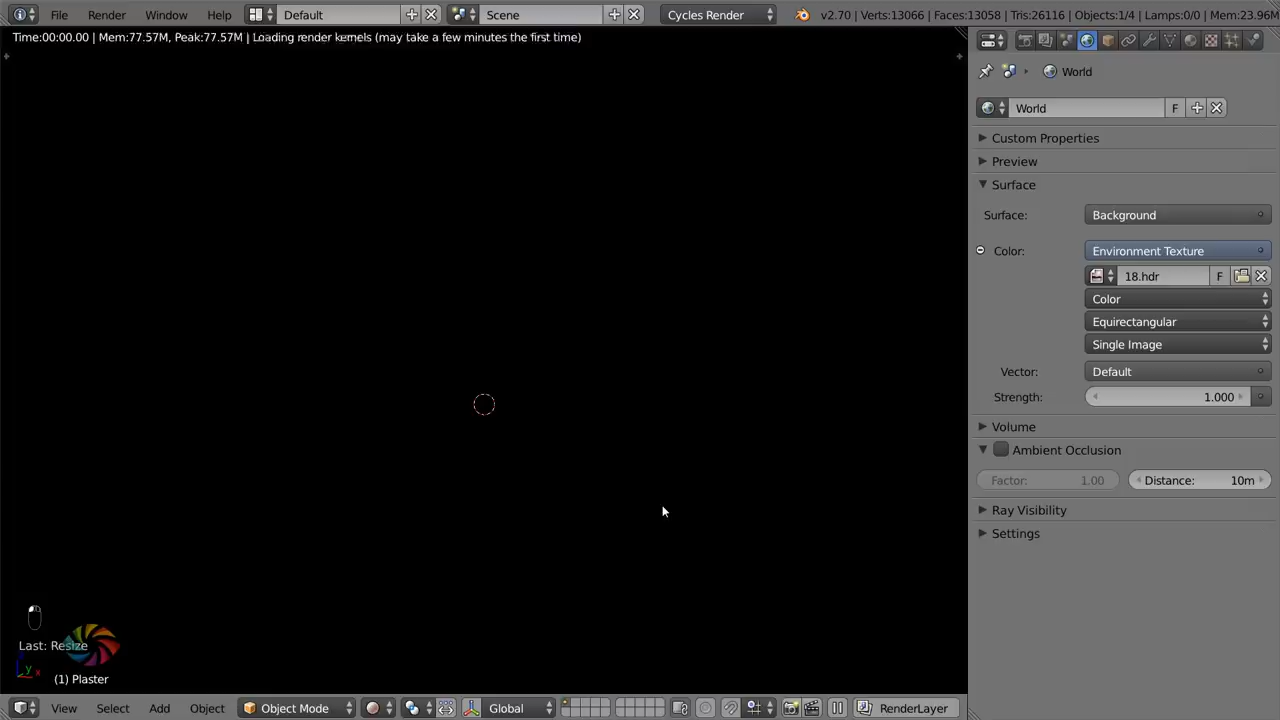 File Render Window Help Default Scene Cycles Render v2.70 | Verts:13066 | Faces:13058 | Tris:26116 | Objects:1/4 | Lamps:0/0 | Mem:23.96M
Time:00:00.00 | Mem:77.57M, Peak:77.57M | Loading render kernels (may take a few minutes the first time)
World
World F
Custom Properties
Preview
Surface
Surface: Background
Color: Environment Texture
18.hdr F
Color
Equirectangular
Single Image
Vector: Default
Strength: 1.000
Volume
Ambient Occlusion
Factor: 1.00 Distance: 10m
Ray Visibility
Settings
Last: Resize
y x
(1) Plaster
View Select Add Object Object Mode Global RenderLayer